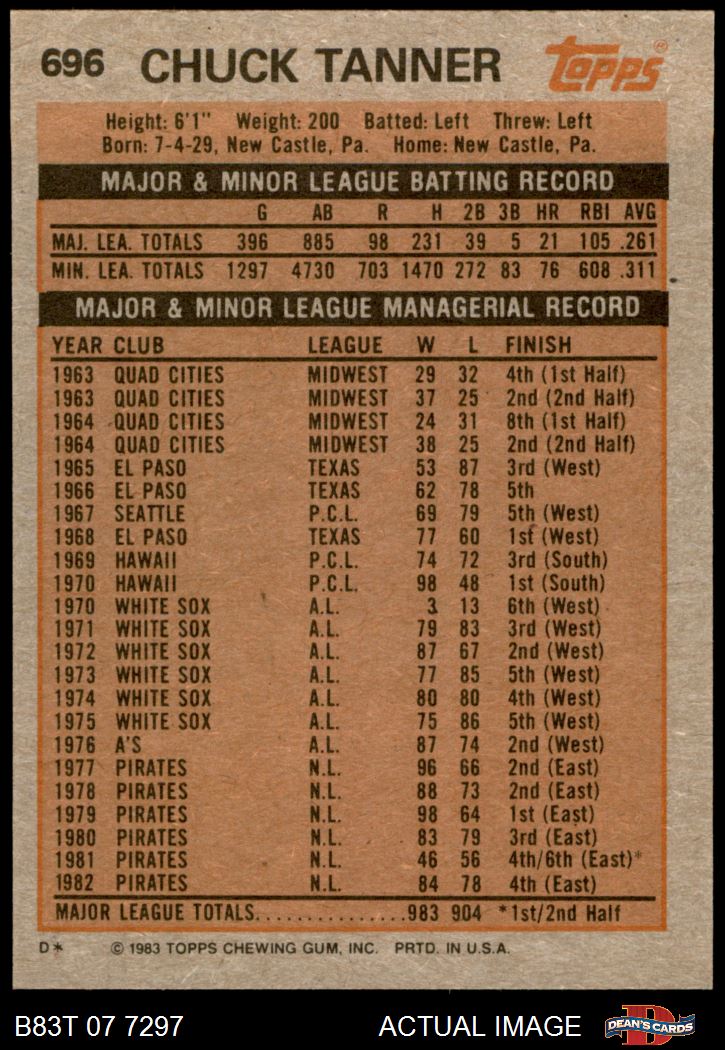 696 CHUCK TANNER Topps®
Height: 6'1" Weight: 200 Batted: Left Threw: Left
Born: 7-4-29, New Castle, Pa. Home: New Castle, Pa.
MAJOR & MINOR LEAGUE BATTING RECORD
G AB R H 2B 3B HR RBI AVG
MAJ. LEA. TOTALS 396 885 98 231 39 5 21 105 .261
MIN. LEA. TOTALS 1297 4730 703 1470 272 83 76 608 .311
MAJOR & MINOR LEAGUE MANAGERIAL RECORD
YEAR CLUB LEAGUE W L FINISH
1963 QUAD CITIES MIDWEST 29 32 4th (1st Half)
1963 QUAD CITIES MIDWEST 37 25 2nd (2nd Half)
1964 QUAD CITIES MIDWEST 24 31 8th (1st Half)
1964 QUAD CITIES MIDWEST 38 25 2nd (2nd Half)
1965 EL PASO TEXAS 53 87 3rd (West)
1966 EL PASO TEXAS 62 78 5th
1967 SEATTLE P.C.L. 69 79 5th (West)
1968 EL PASO TEXAS 77 60 1st (West)
1969 HAWAII P.C.L. 74 72 3rd (South)
1970 HAWAII P.C.L. 98 48 1st (South)
1970 WHITE SOX A.L. 3 13 6th (West)
1971 WHITE SOX A.L. 79 83 3rd (West)
1972 WHITE SOX A.L. 87 67 2nd (West)
1973 WHITE SOX A.L. 77 85 5th (West)
1974 WHITE SOX A.L. 80 80 4th (West)
1975 WHITE SOX A.L. 75 86 5th (West)
1976 A'S A.L. 87 74 2nd (West)
1977 PIRATES N.L. 96 66 2nd (East)
1978 PIRATES N.L. 88 73 2nd (East)
1979 PIRATES N.L. 98 64 1st (East)
1980 PIRATES N.L. 83 79 3rd (East)
1981 PIRATES N.L. 46 56 4th/6th (East)*
1982 PIRATES N.L. 84 78 4th (East)
MAJOR LEAGUE TOTALS...............983 904 *1st/2nd Half
D* © 1983 TOPPS CHEWING GUM, INC. PRTD. IN U.S.A.
B83T 07 7297 ACTUAL IMAGE D DEAN'S CARDS